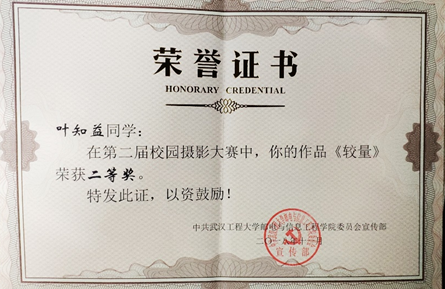 荣誉证书
HONORARY CREDENTIAL
叶知益同学：
在第二届校园摄影大赛中，你的作品《较量》
荣获二等奖。
特发此证，以资鼓励！
中共武汉工程大学邮电与信息工程学院委员会宣传部
宣传部